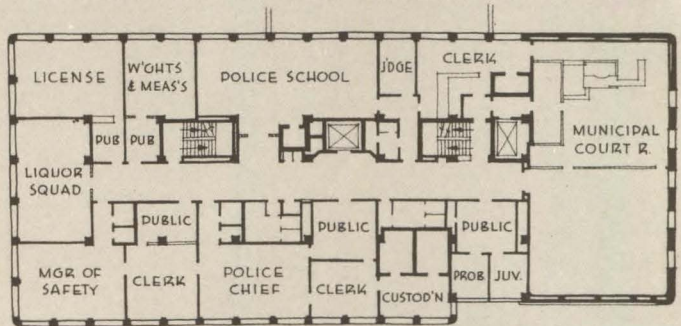 LICENSE
W'GHTS
& MEAS'S
POLICE SCHOOL
J'DGE
CLERK
PUB
PUB
MUNICIPAL
COURT R.
LIQUOR
SQUAD
PUBLIC
PUBLIC
PUBLIC
MGR OF
SAFETY
CLERK
POLICE
CHIEF
CLERK
CUSTOD'N
PROB
JUV.